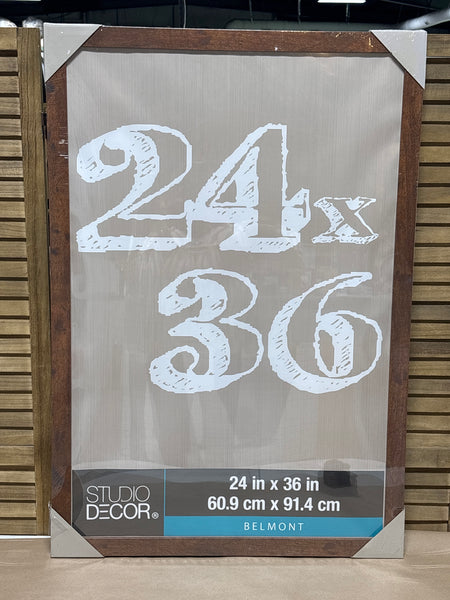 24x
36
STUDIO
DECOR®
24 in x 36 in
60.9 cm x 91.4 cm
BELMONT